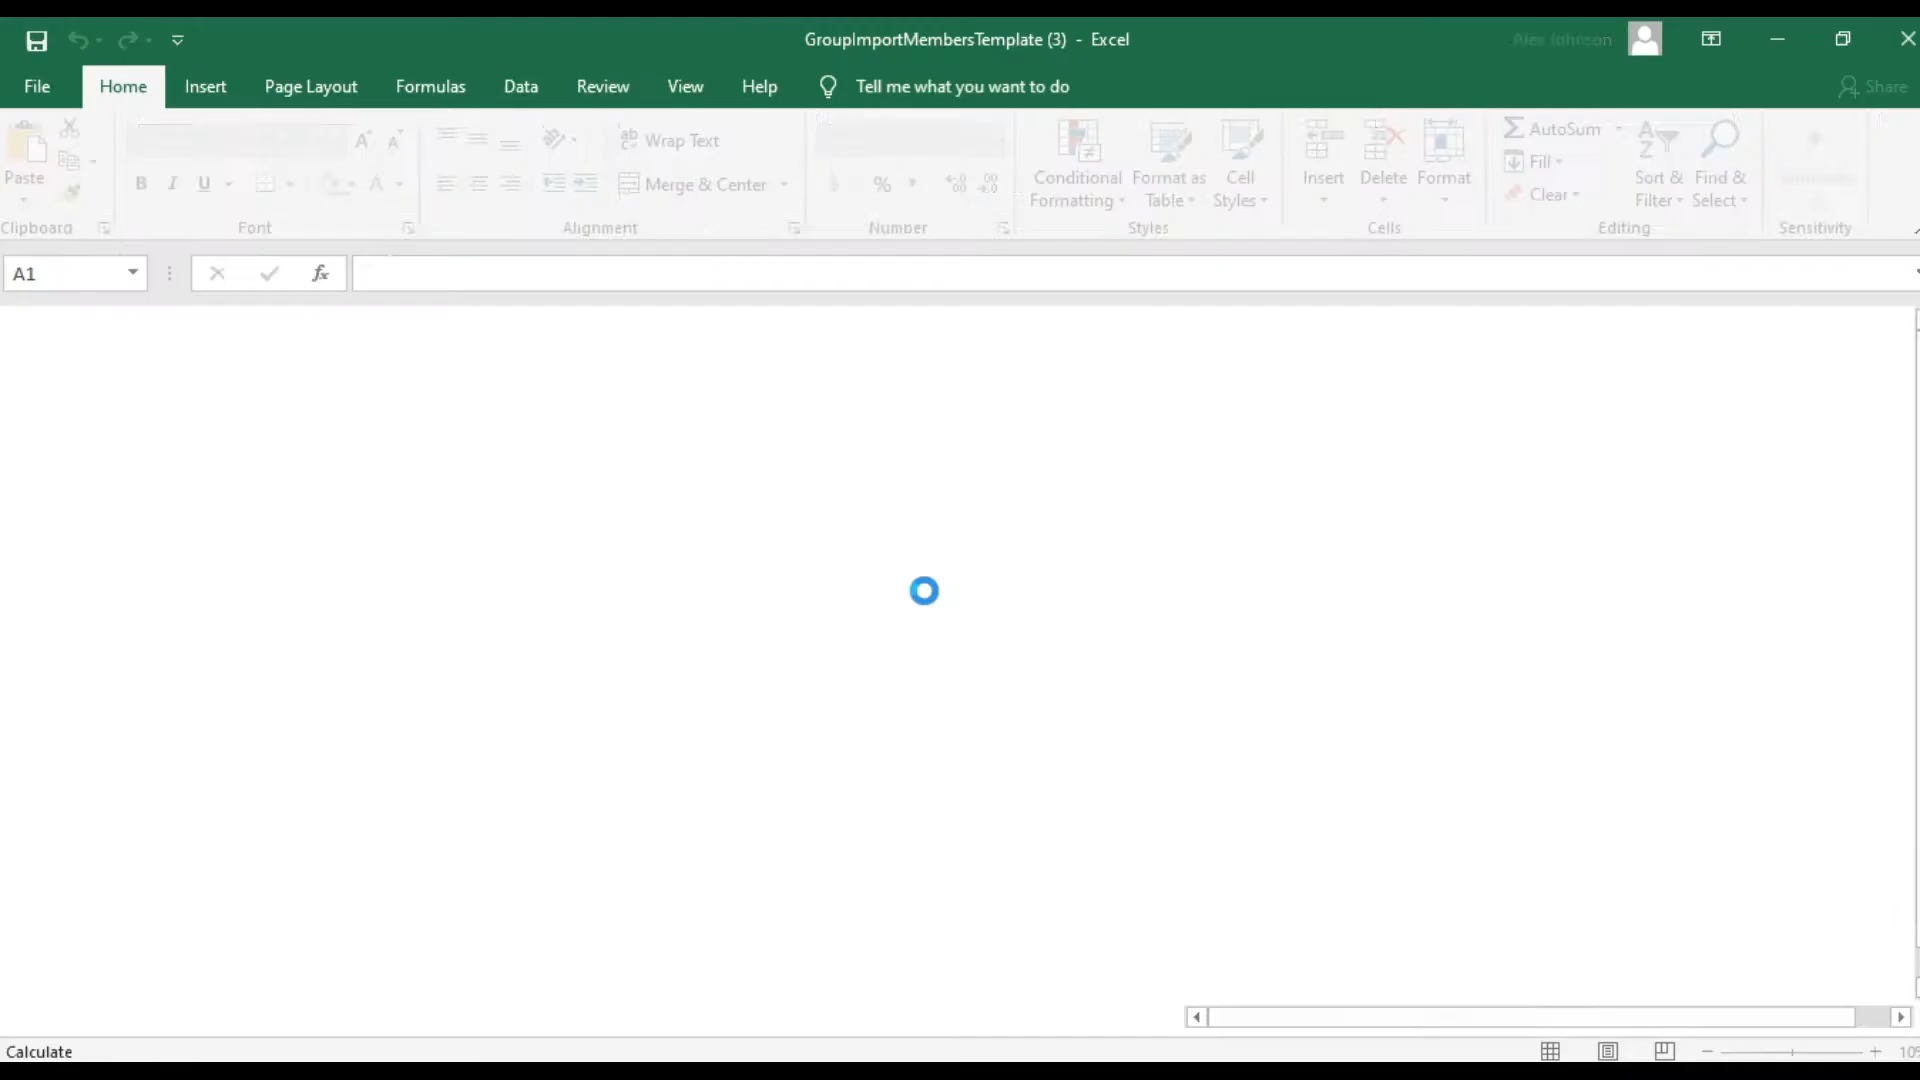 GroupImportMembersTemplate (3) - Excel
Alex Johnson
File Home Insert Page Layout Formulas Data Review View Help Tell me what you want to do Share
Paste
Wrap Text
Merge & Center
B I U
%
Conditional Formatting
Format as Table
Cell Styles
Insert
Delete
Format
AutoSum
Fill
Clear
Sort & Filter
Find & Select
Clipboard Font Alignment Number Styles Cells Editing Sensitivity
A1 fx
Calculate